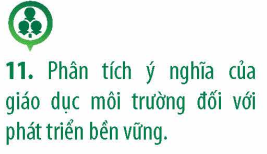 11. Phân tích ý nghĩa của
giáo dục môi trường đối với
phát triển bền vững.